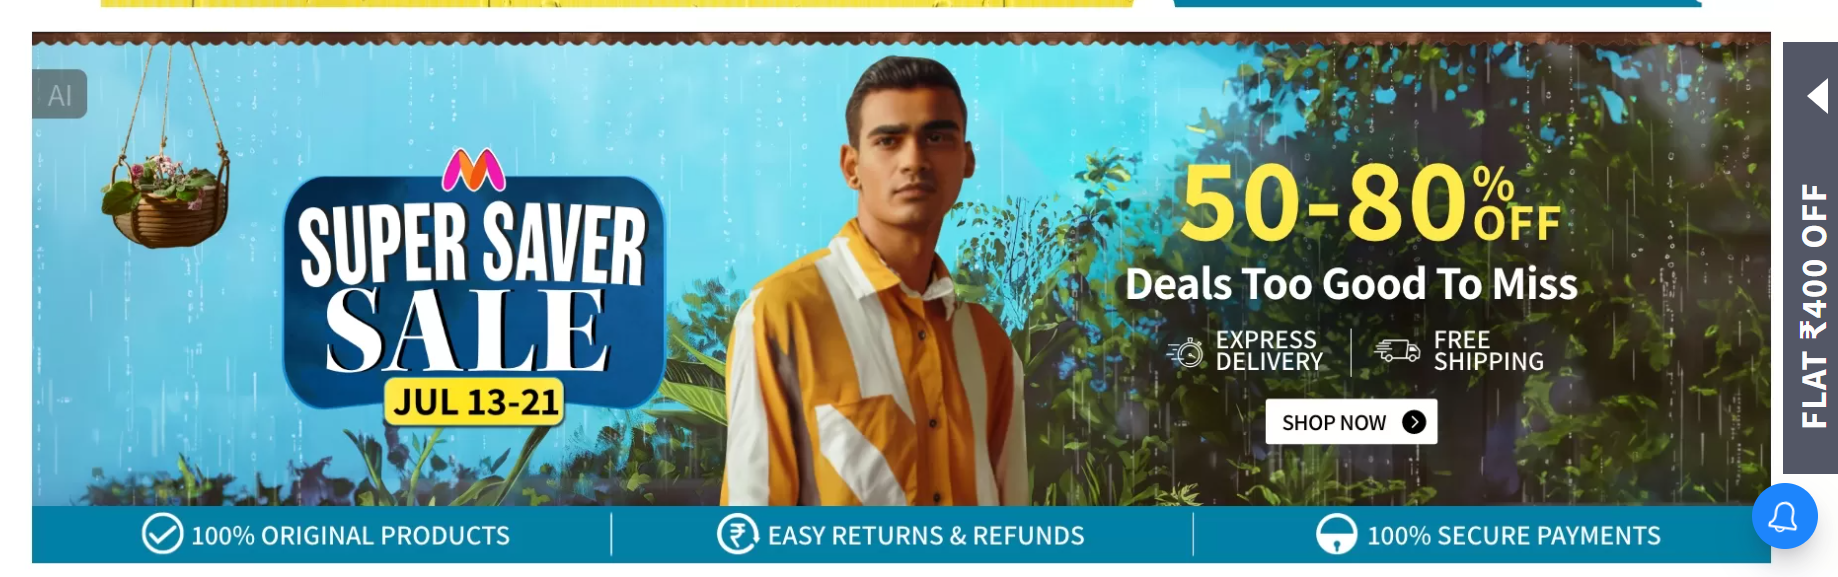 AI
SUPER SAVER
SALE
JUL 13-21
50-80%
OFF
Deals Too Good To Miss
EXPRESS
DELIVERY
FREE
SHIPPING
SHOP NOW
100% ORIGINAL PRODUCTS
EASY RETURNS & REFUNDS
100% SECURE PAYMENTS
FLAT ₹400 OFF